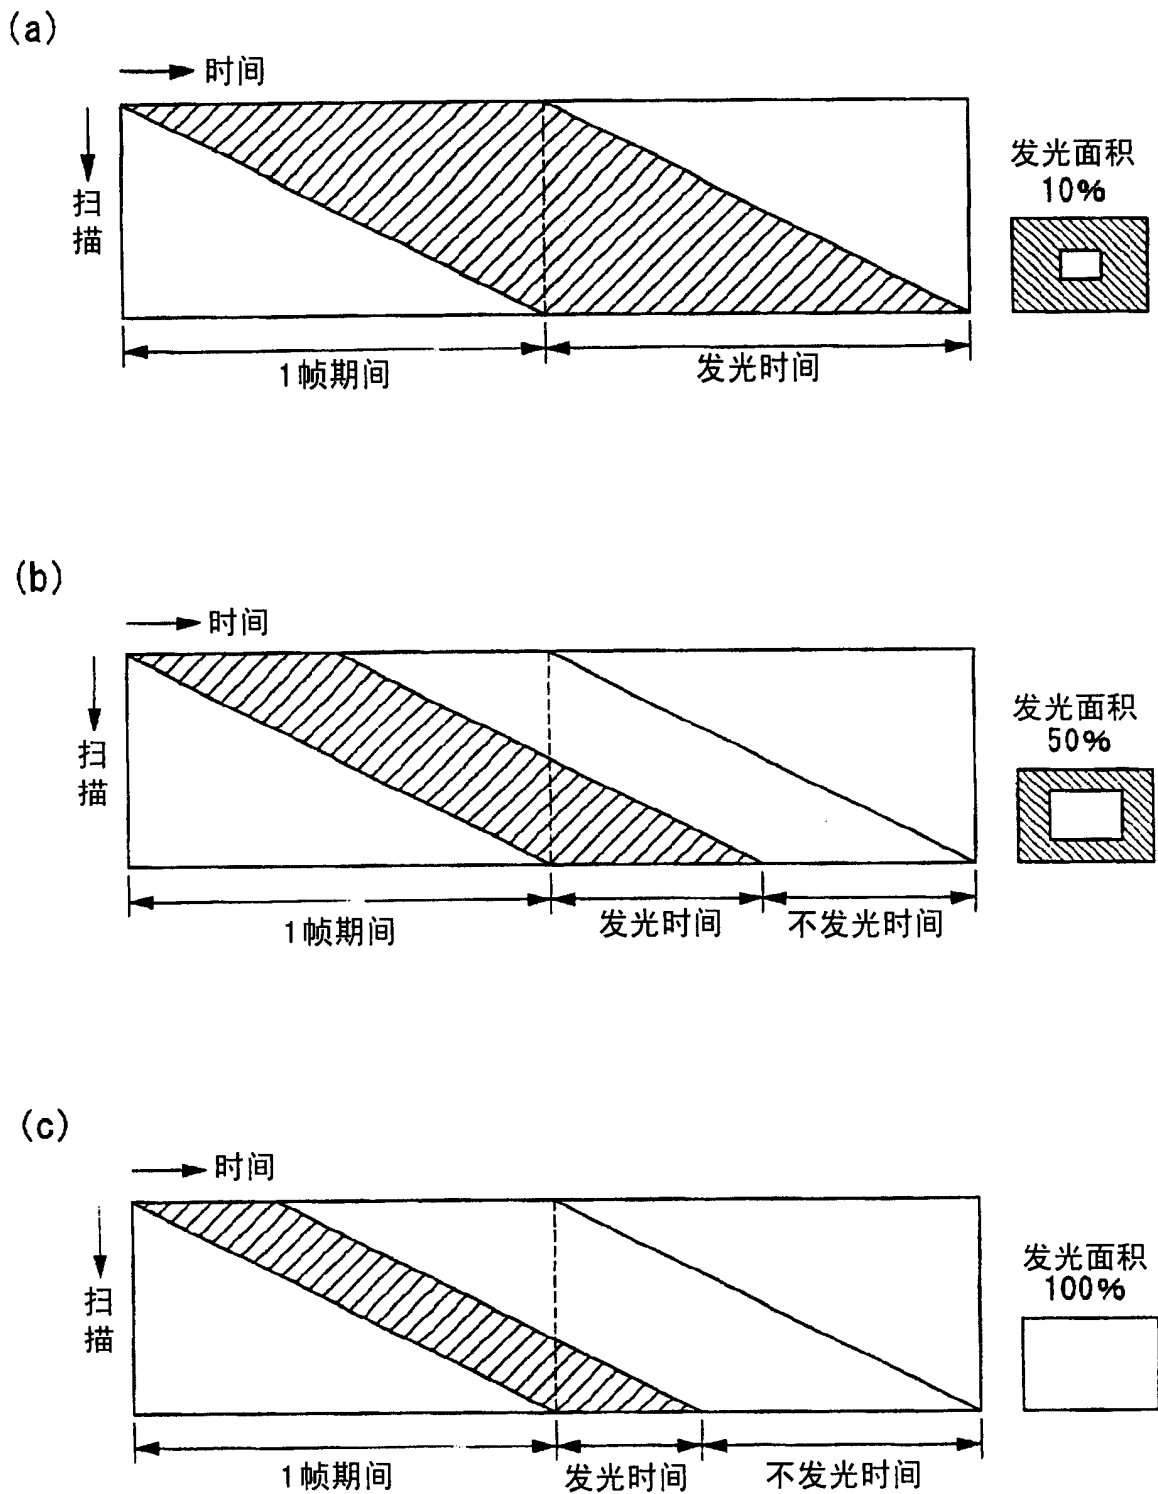 (a)
时间
扫描
发光面积
10%
1帧期间
发光时间
(b)
时间
扫描
发光面积
50%
1帧期间
发光时间
不发光时间
(c)
时间
扫描
发光面积
100%
1帧期间
发光时间
不发光时间